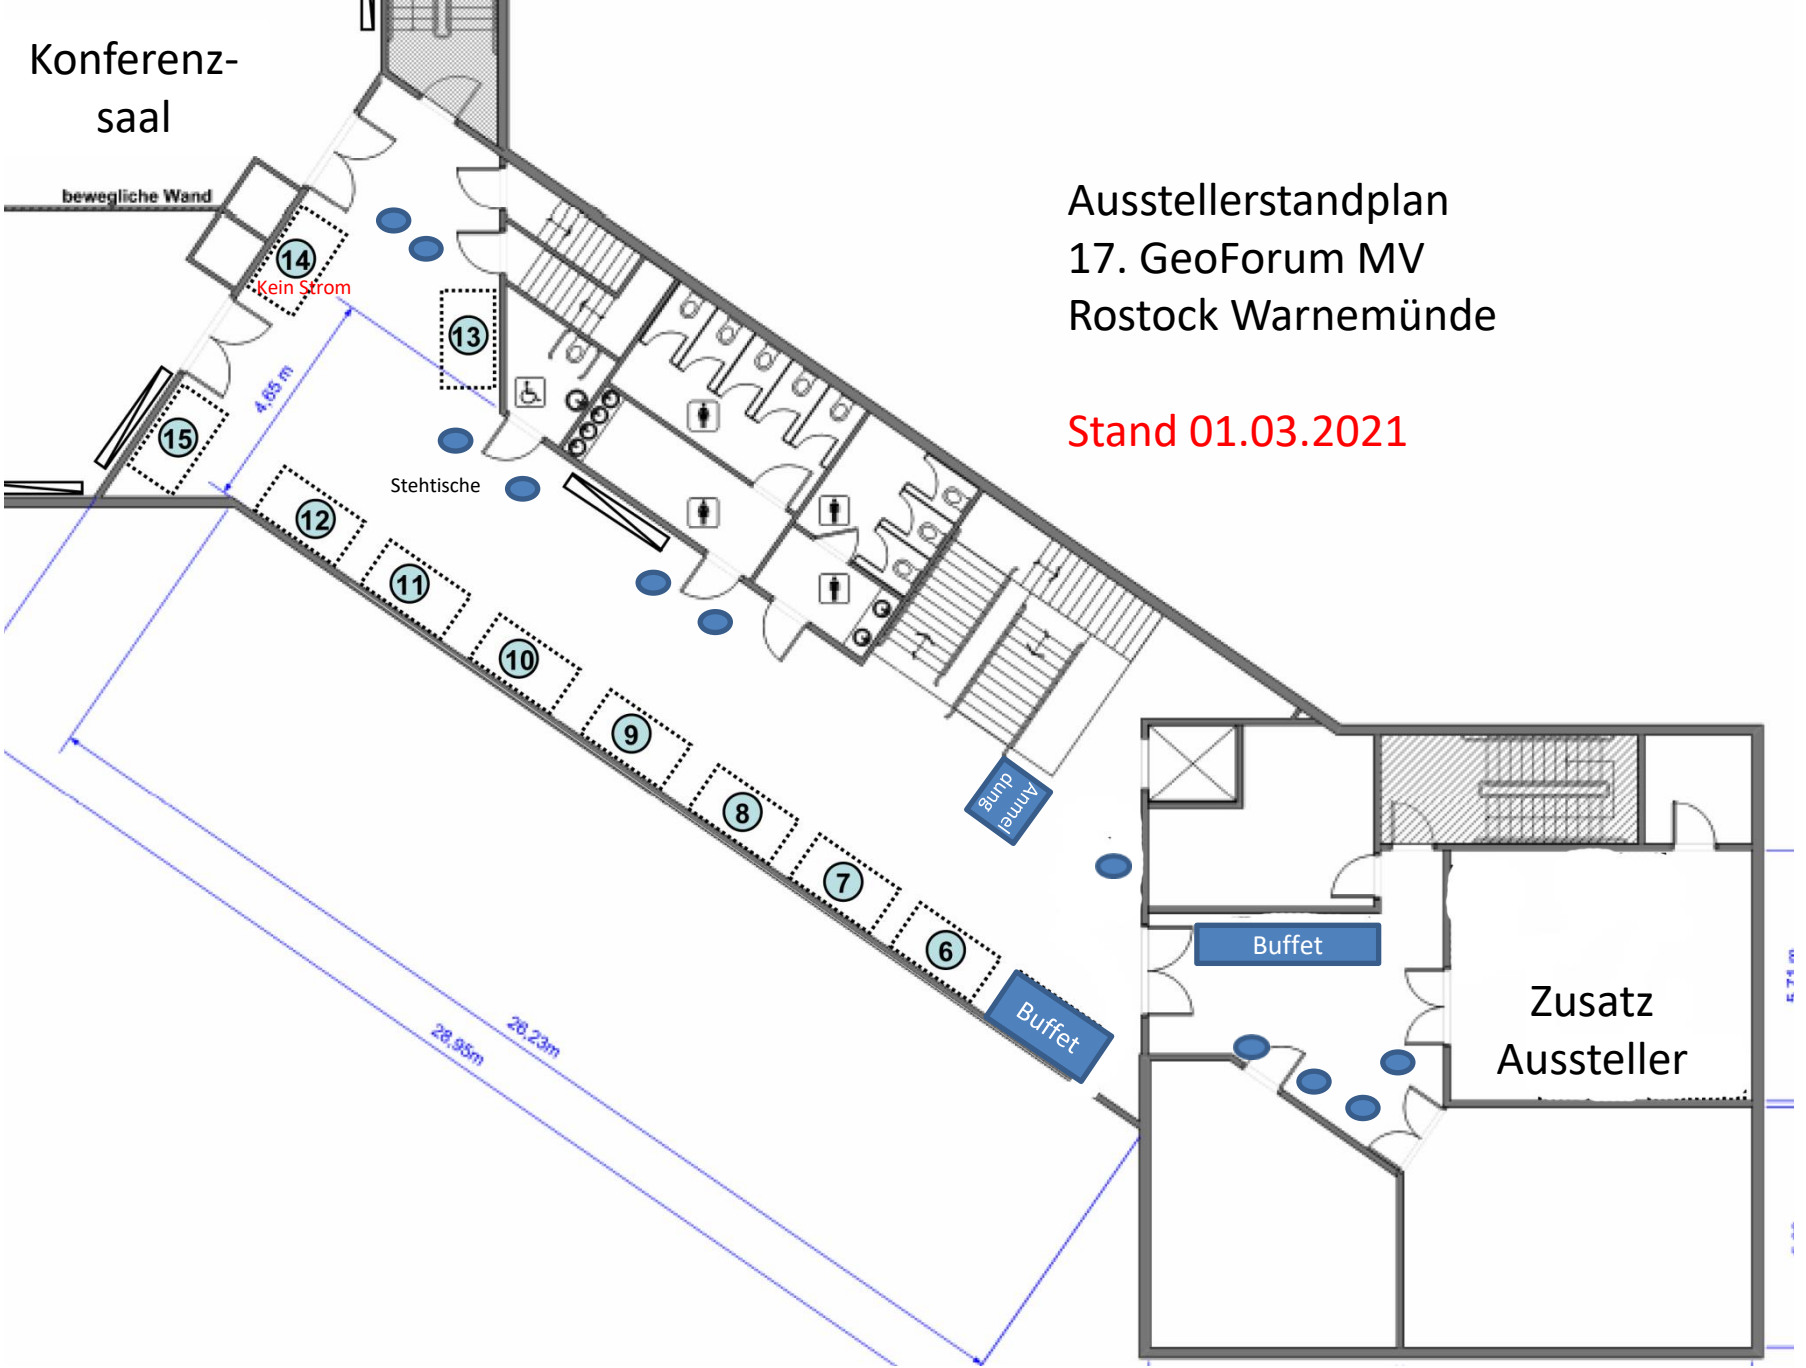 Konferenz-
saal
bewegliche Wand
Ausstellerstandplan
17. GeoForum MV
Rostock Warnemünde
Stand 01.03.2021
14
Kein Strom
13
4,65 m
15
Stehtische
12
11
10
9
8
7
6
Anmel
dung
Buffet
Buffet
Zusatz
Aussteller
5,71 m
26,23m
28,95m